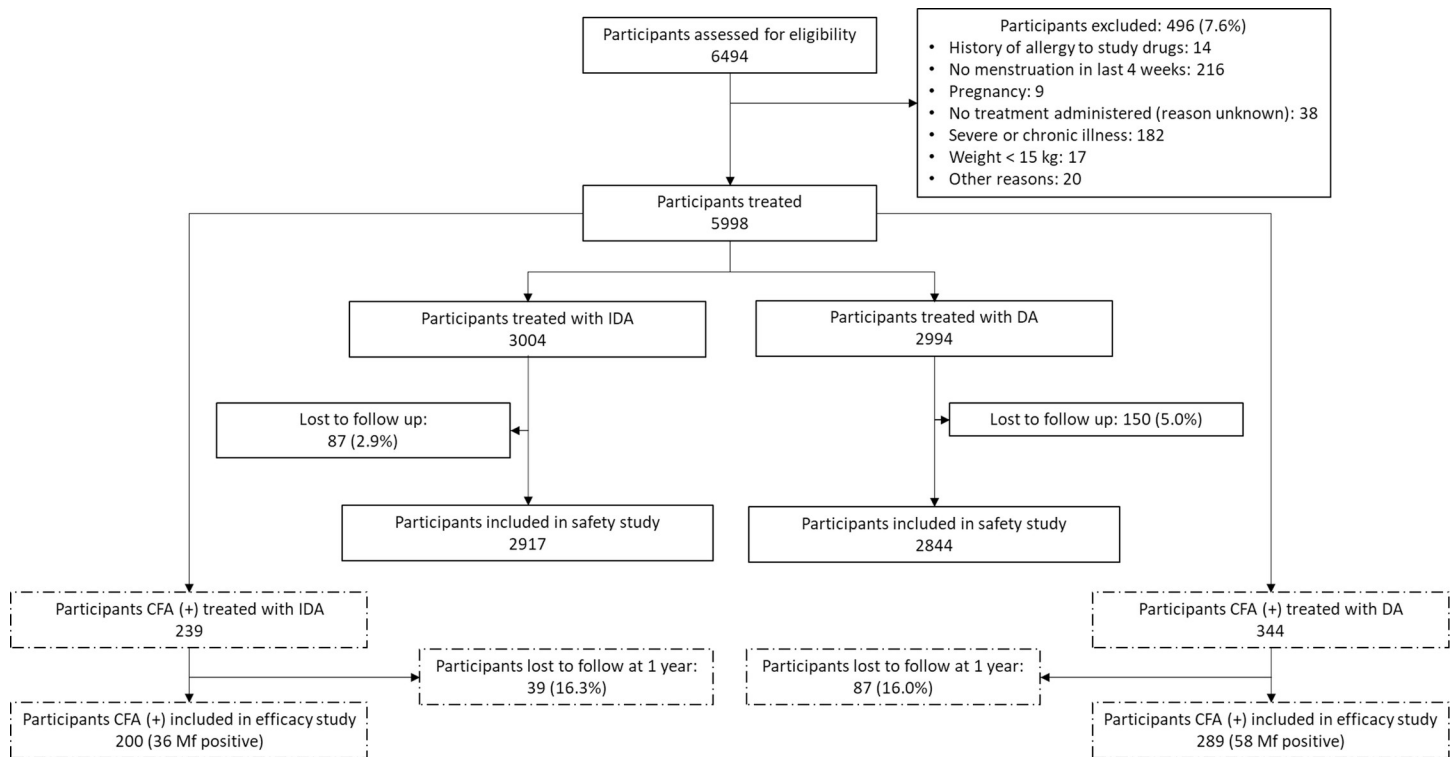 Participants assessed for eligibility
6494
Participants excluded: 496 (7.6%)
• History of allergy to study drugs: 14
• No menstruation in last 4 weeks: 216
• Pregnancy: 9
• No treatment administered (reason unknown): 38
• Severe or chronic illness: 182
• Weight < 15 kg: 17
• Other reasons: 20
Participants treated
5998
Participants treated with IDA
3004
Participants treated with DA
2994
Lost to follow up:
87 (2.9%)
Lost to follow up: 150 (5.0%)
Participants included in safety study
2917
Participants included in safety study
2844
Participants CFA (+) treated with IDA
239
Participants CFA (+) treated with DA
344
Participants lost to follow at 1 year:
39 (16.3%)
Participants lost to follow at 1 year:
87 (16.0%)
Participants CFA (+) included in efficacy study
200 (36 Mf positive)
Participants CFA (+) included in efficacy study
289 (58 Mf positive)